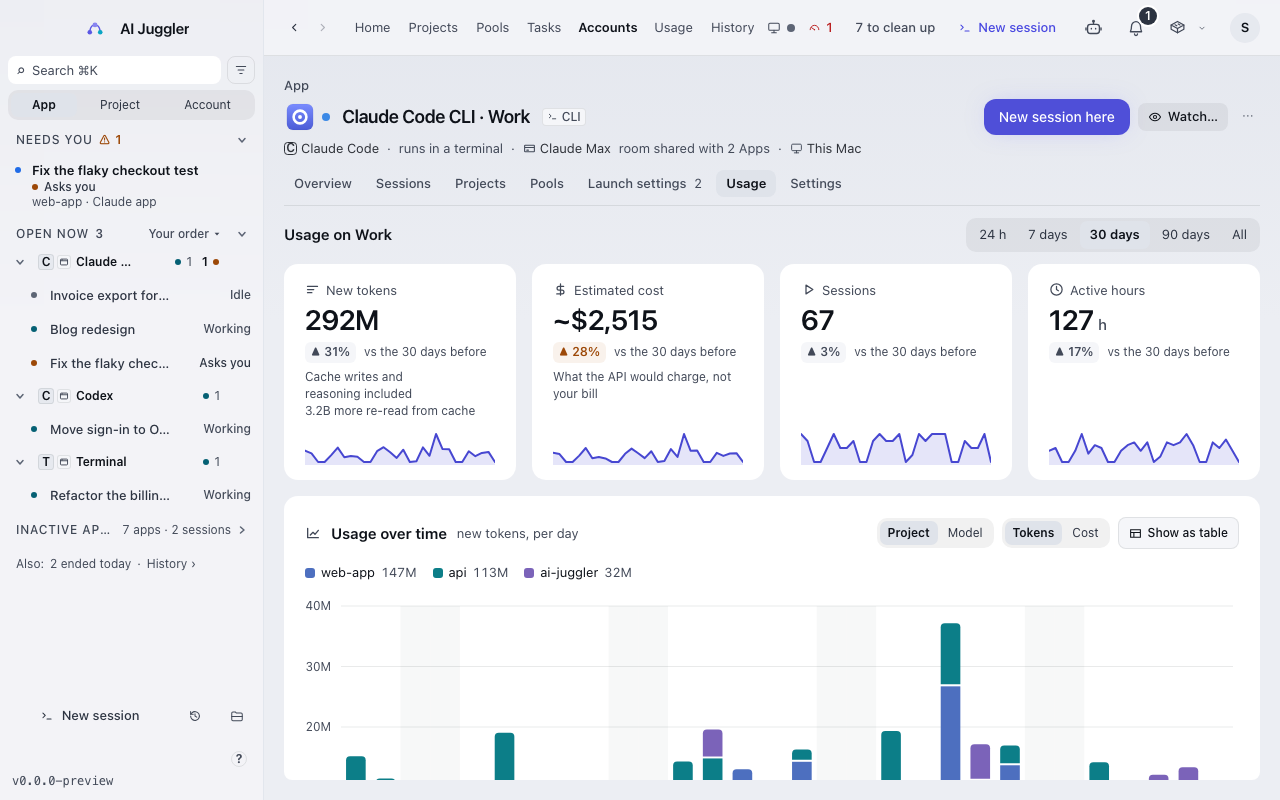 AI Juggler
Search ⌘K
App
Project
Account
NEEDS YOU
1
Fix the flaky checkout test
Asks you
web-app · Claude app
OPEN NOW 3
Your order
C Claude ... 1 1
Invoice export for... Idle
Blog redesign Working
Fix the flaky chec... Asks you
C Codex 1
Move sign-in to O... Working
T Terminal 1
Refactor the billin... Working
INACTIVE AP... 7 apps · 2 sessions
Also: 2 ended today · History ›
New session
?
v0.0.0-preview
Home Projects Pools Tasks Accounts Usage History 1 7 to clean up New session 1 S
App
Claude Code CLI · Work
CLI
New session here
Watch...
C Claude Code · runs in a terminal · Claude Max room shared with 2 Apps · This Mac
Overview Sessions Projects Pools Launch settings 2 Usage Settings
Usage on Work
24 h 7 days 30 days 90 days All
New tokens
292M
31% vs the 30 days before
Cache writes and
reasoning included
3.2B more re-read from cache
Estimated cost
~$2,515
28% vs the 30 days before
What the API would charge, not
your bill
Sessions
67
3% vs the 30 days before
Active hours
127 h
17% vs the 30 days before
Usage over time new tokens, per day
Project Model
Tokens Cost
Show as table
web-app 147M api 113M ai-juggler 32M
40M
30M
20M